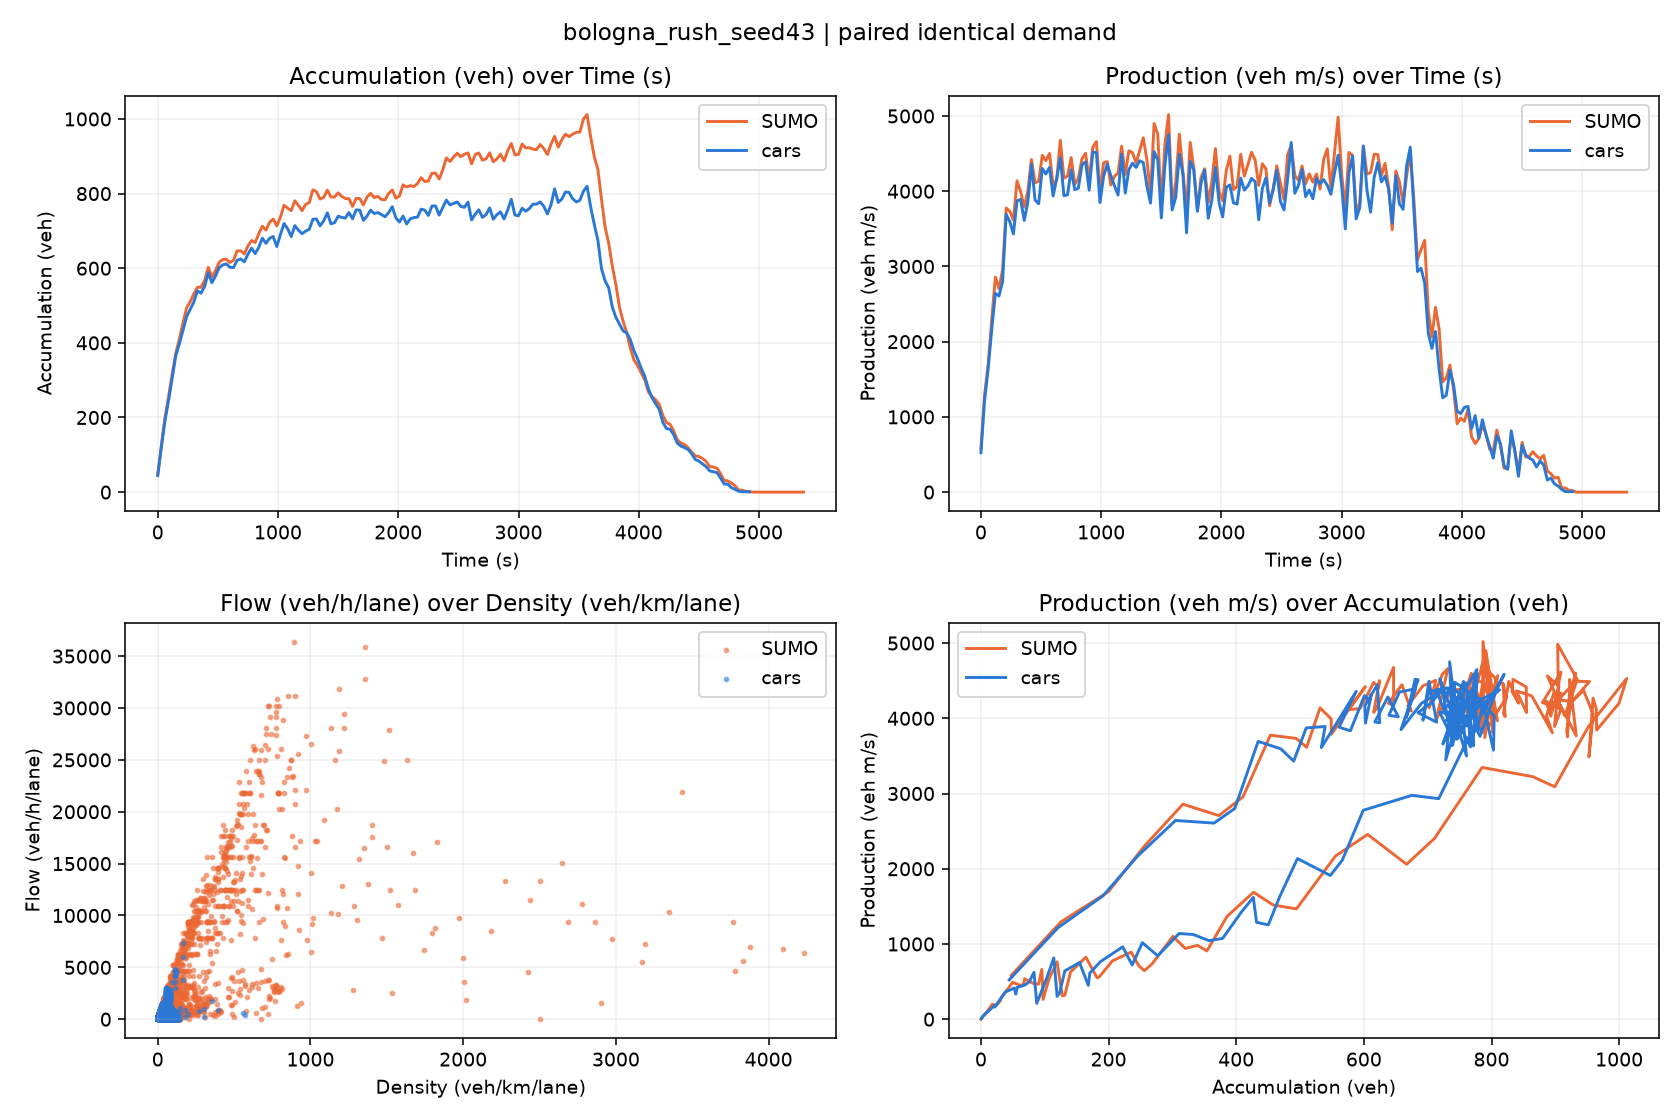 bologna_rush_seed43 | paired identical demand
Accumulation (veh) over Time (s)
Accumulation (veh)
1000
800
600
400
200
0
0 1000 2000 3000 4000 5000
Time (s)
SUMO
cars
Production (veh m/s) over Time (s)
Production (veh m/s)
5000
4000
3000
2000
1000
0
0 1000 2000 3000 4000 5000
Time (s)
SUMO
cars
Flow (veh/h/lane) over Density (veh/km/lane)
Flow (veh/h/lane)
35000
30000
25000
20000
15000
10000
5000
0
0 1000 2000 3000 4000
Density (veh/km/lane)
SUMO
cars
Production (veh m/s) over Accumulation (veh)
Production (veh m/s)
5000
4000
3000
2000
1000
0
0 200 400 600 800 1000
Accumulation (veh)
SUMO
cars